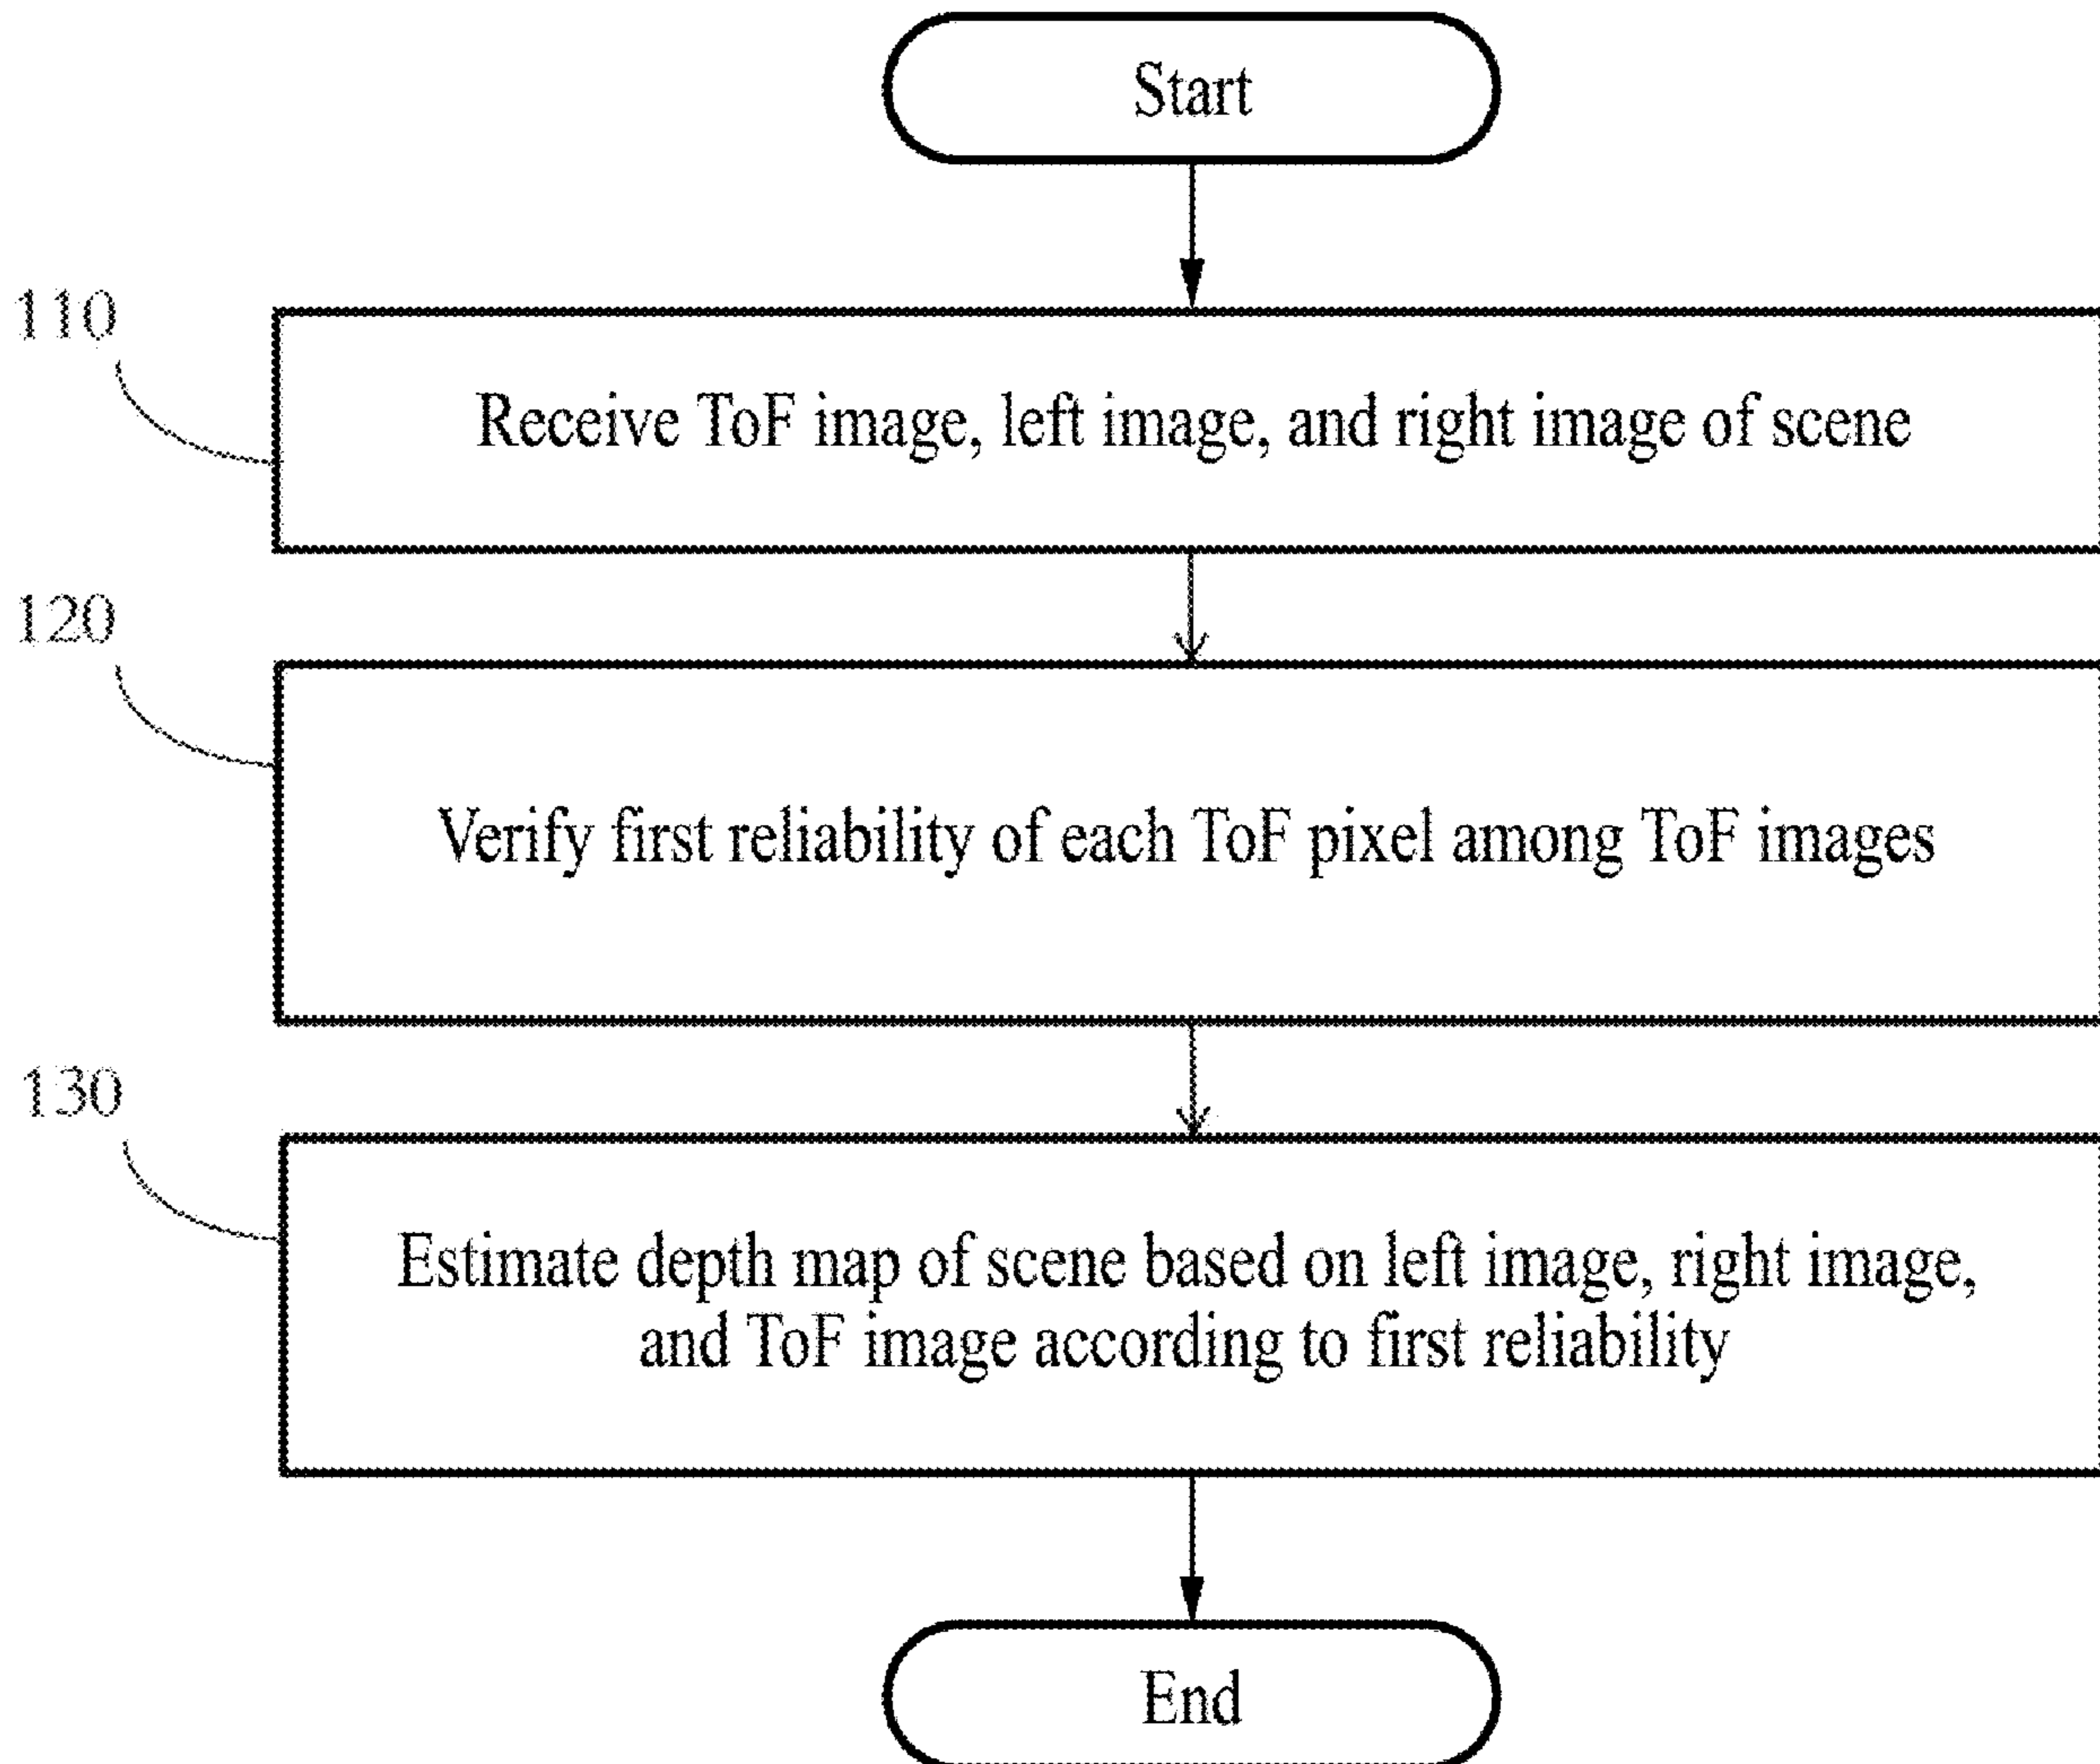 Start
110
Receive ToF image, left image, and right image of scene
120
Verify first reliability of each ToF pixel among ToF images
130
Estimate depth map of scene based on left image, right image,
and ToF image according to first reliability
End